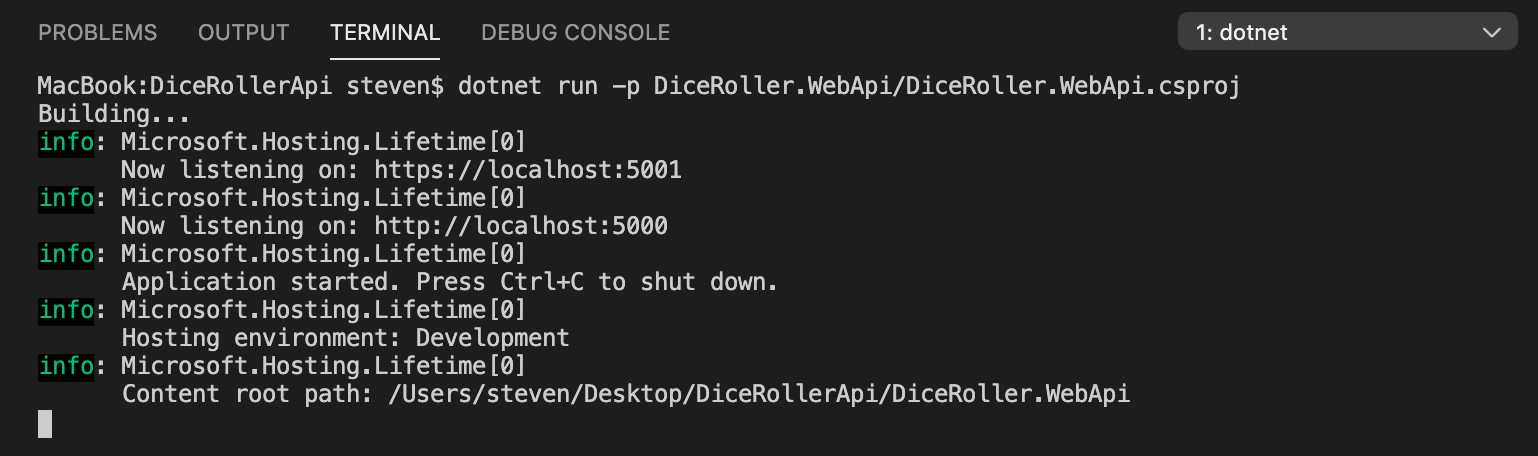 PROBLEMS OUTPUT TERMINAL DEBUG CONSOLE 1: dotnet
MacBook:DiceRollerApi steven$ dotnet run -p DiceRoller.WebApi/DiceRoller.WebApi.csproj
Building...
info: Microsoft.Hosting.Lifetime[0]
Now listening on: https://localhost:5001
info: Microsoft.Hosting.Lifetime[0]
Now listening on: http://localhost:5000
info: Microsoft.Hosting.Lifetime[0]
Application started. Press Ctrl+C to shut down.
info: Microsoft.Hosting.Lifetime[0]
Hosting environment: Development
info: Microsoft.Hosting.Lifetime[0]
Content root path: /Users/steven/Desktop/DiceRollerApi/DiceRoller.WebApi